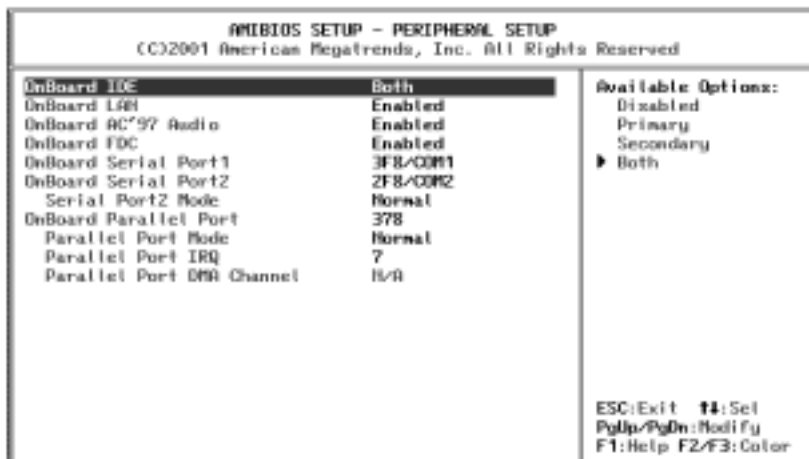 AMIBIOS SETUP - PERIPHERAL SETUP
(C)2001 American Megatrends, Inc. All Rights Reserved
OnBoard IDE Both
OnBoard LAN Enabled
OnBoard AC'97 Audio Enabled
OnBoard FDC Enabled
OnBoard Serial Port1 3F8/COM1
OnBoard Serial Port2 2F8/COM2
Serial Port2 Mode Normal
OnBoard Parallel Port 378
Parallel Port Mode Normal
Parallel Port IRQ 7
Parallel Port DMA Channel N/A
Available Options:
Disabled
Primary
Secondary
▶ Both
ESC:Exit ↑↓:Sel
PgUp/PgDn:Modify
F1:Help F2/F3:Color